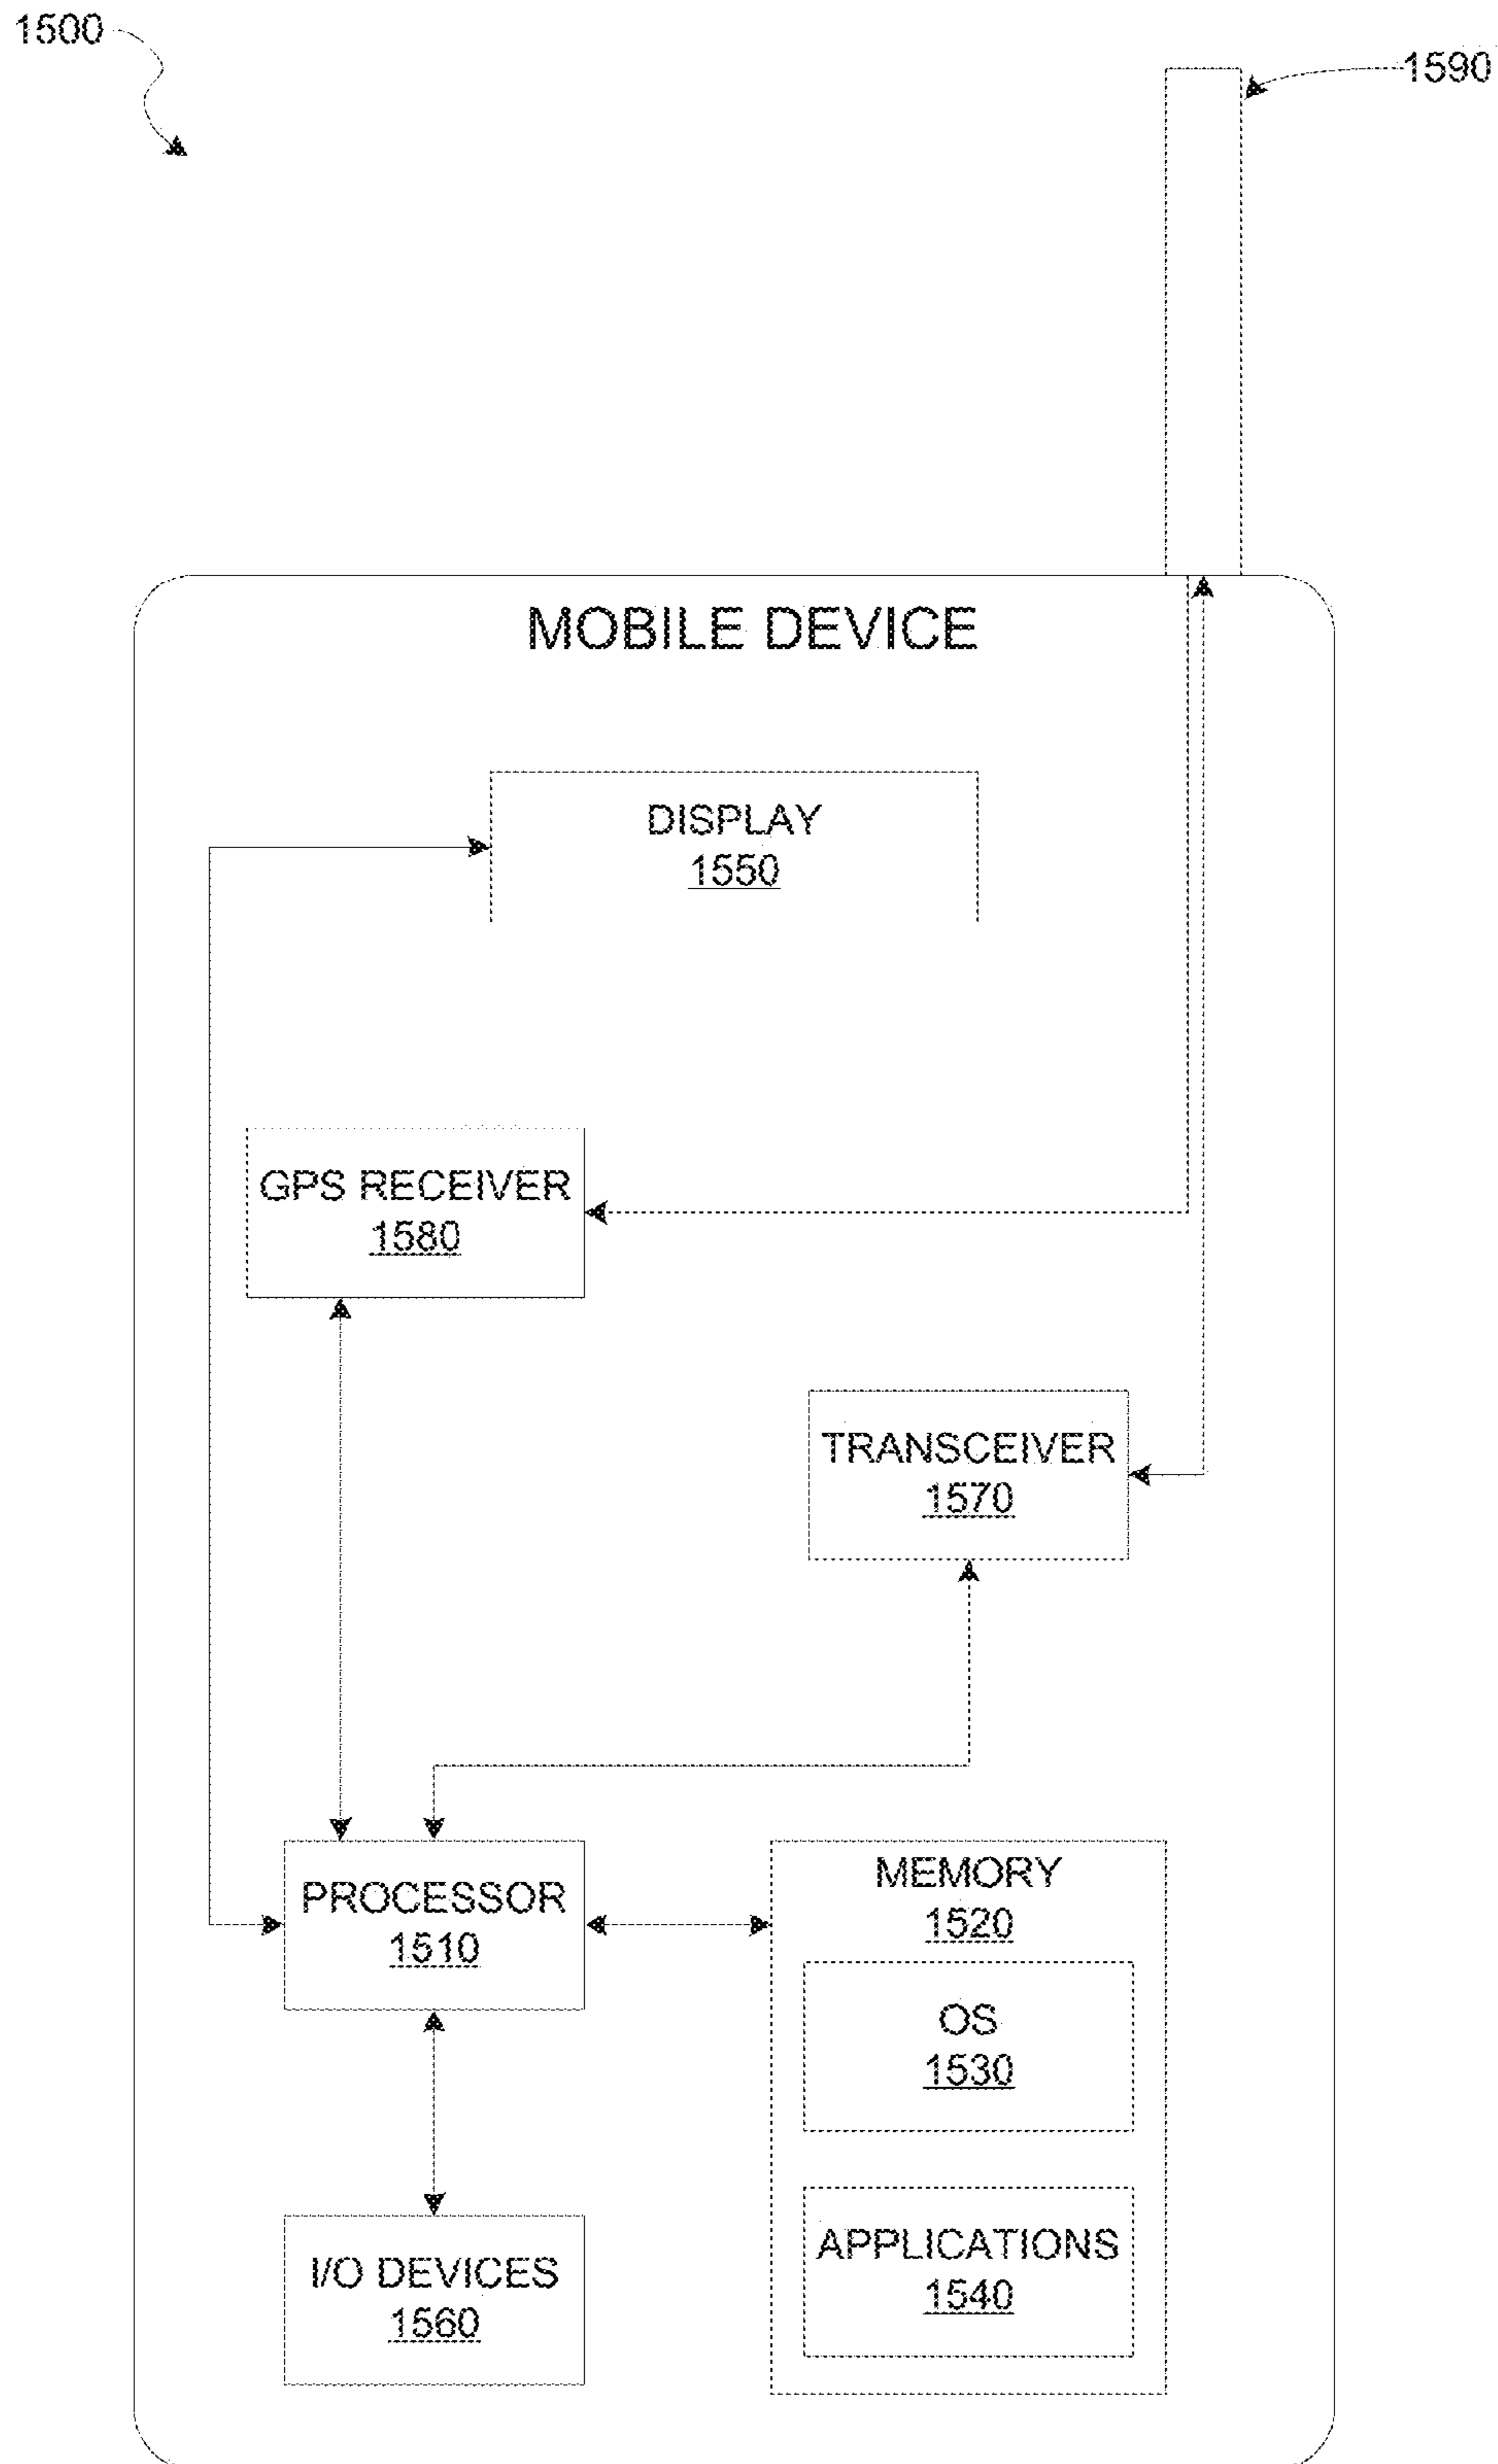 1500
1590
MOBILE DEVICE
DISPLAY
1550
GPS RECEIVER
1580
TRANSCEIVER
1570
PROCESSOR
1510
MEMORY
1520
OS
1530
APPLICATIONS
1540
I/O DEVICES
1560